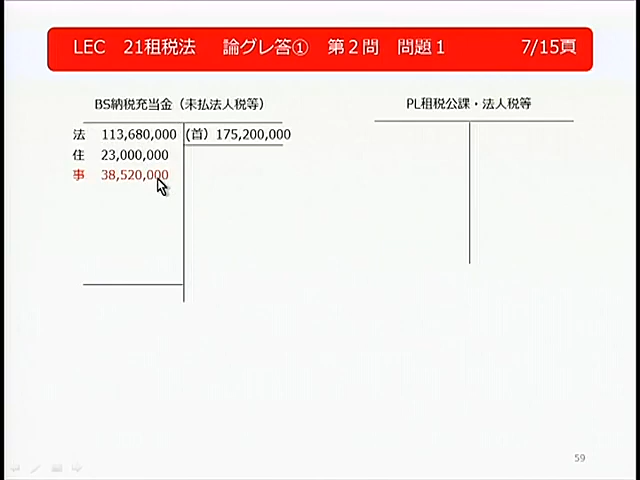 LEC 21租税法 論グレ答① 第2問 問題1 7/15頁
BS納税充当金（未払法人税等）
PL租税公課・法人税等
法 113,680,000 (首) 175,200,000
住 23,000,000
事 38,520,000
59